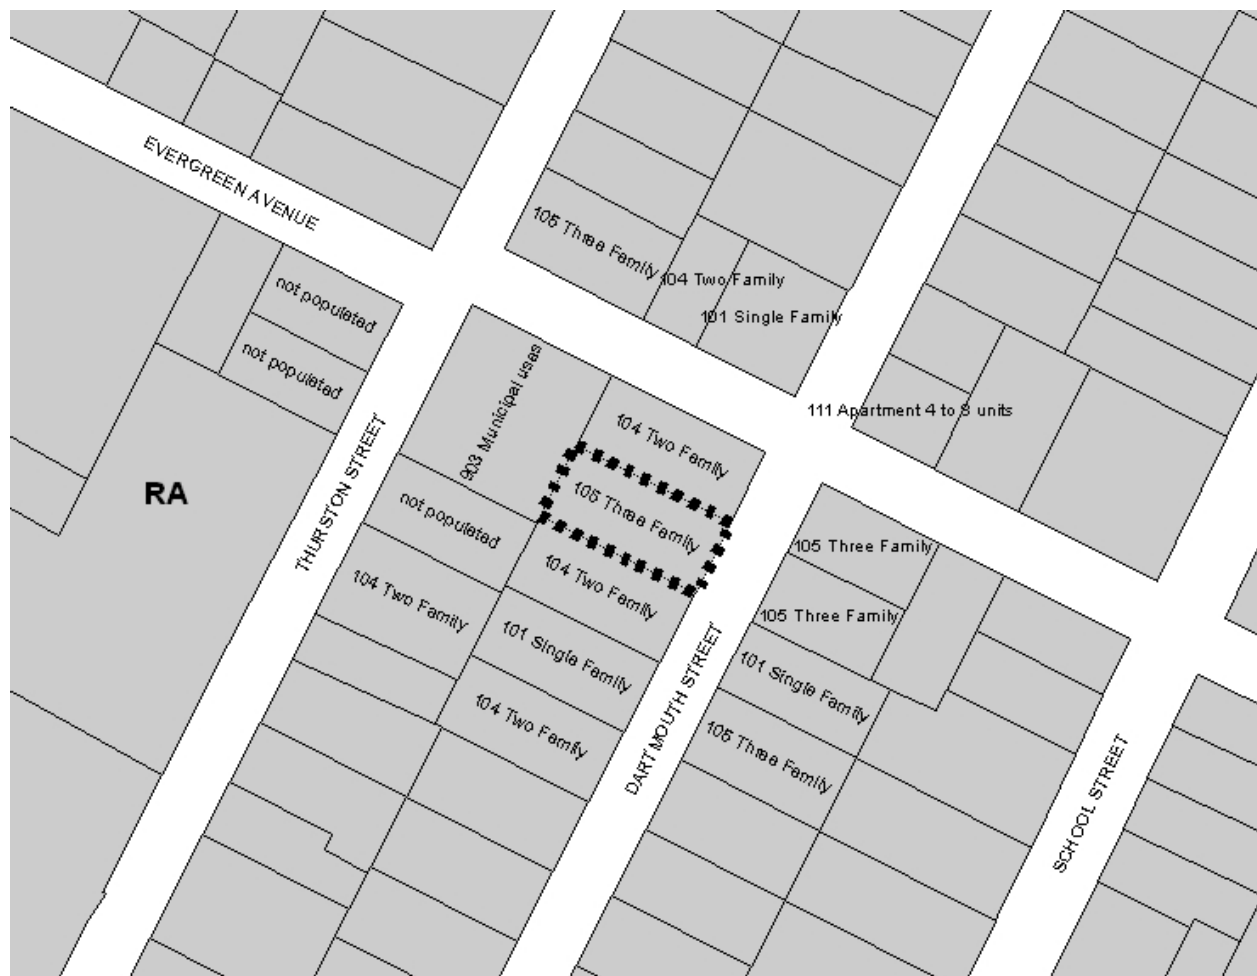 EVERGREEN AVENUE
105 Three Family
104 Two Family
101 Single Family
not populated
not populated
903 Municipal uses
104 Two Family
111 Apartment 4 to 8 units
RA
THURSTON STREET
not populated
105 Three Family
104 Two Family
104 Two Family
101 Single Family
104 Two Family
105 Three Family
105 Three Family
101 Single Family
105 Three Family
DARTMOUTH STREET
SCHOOL STREET